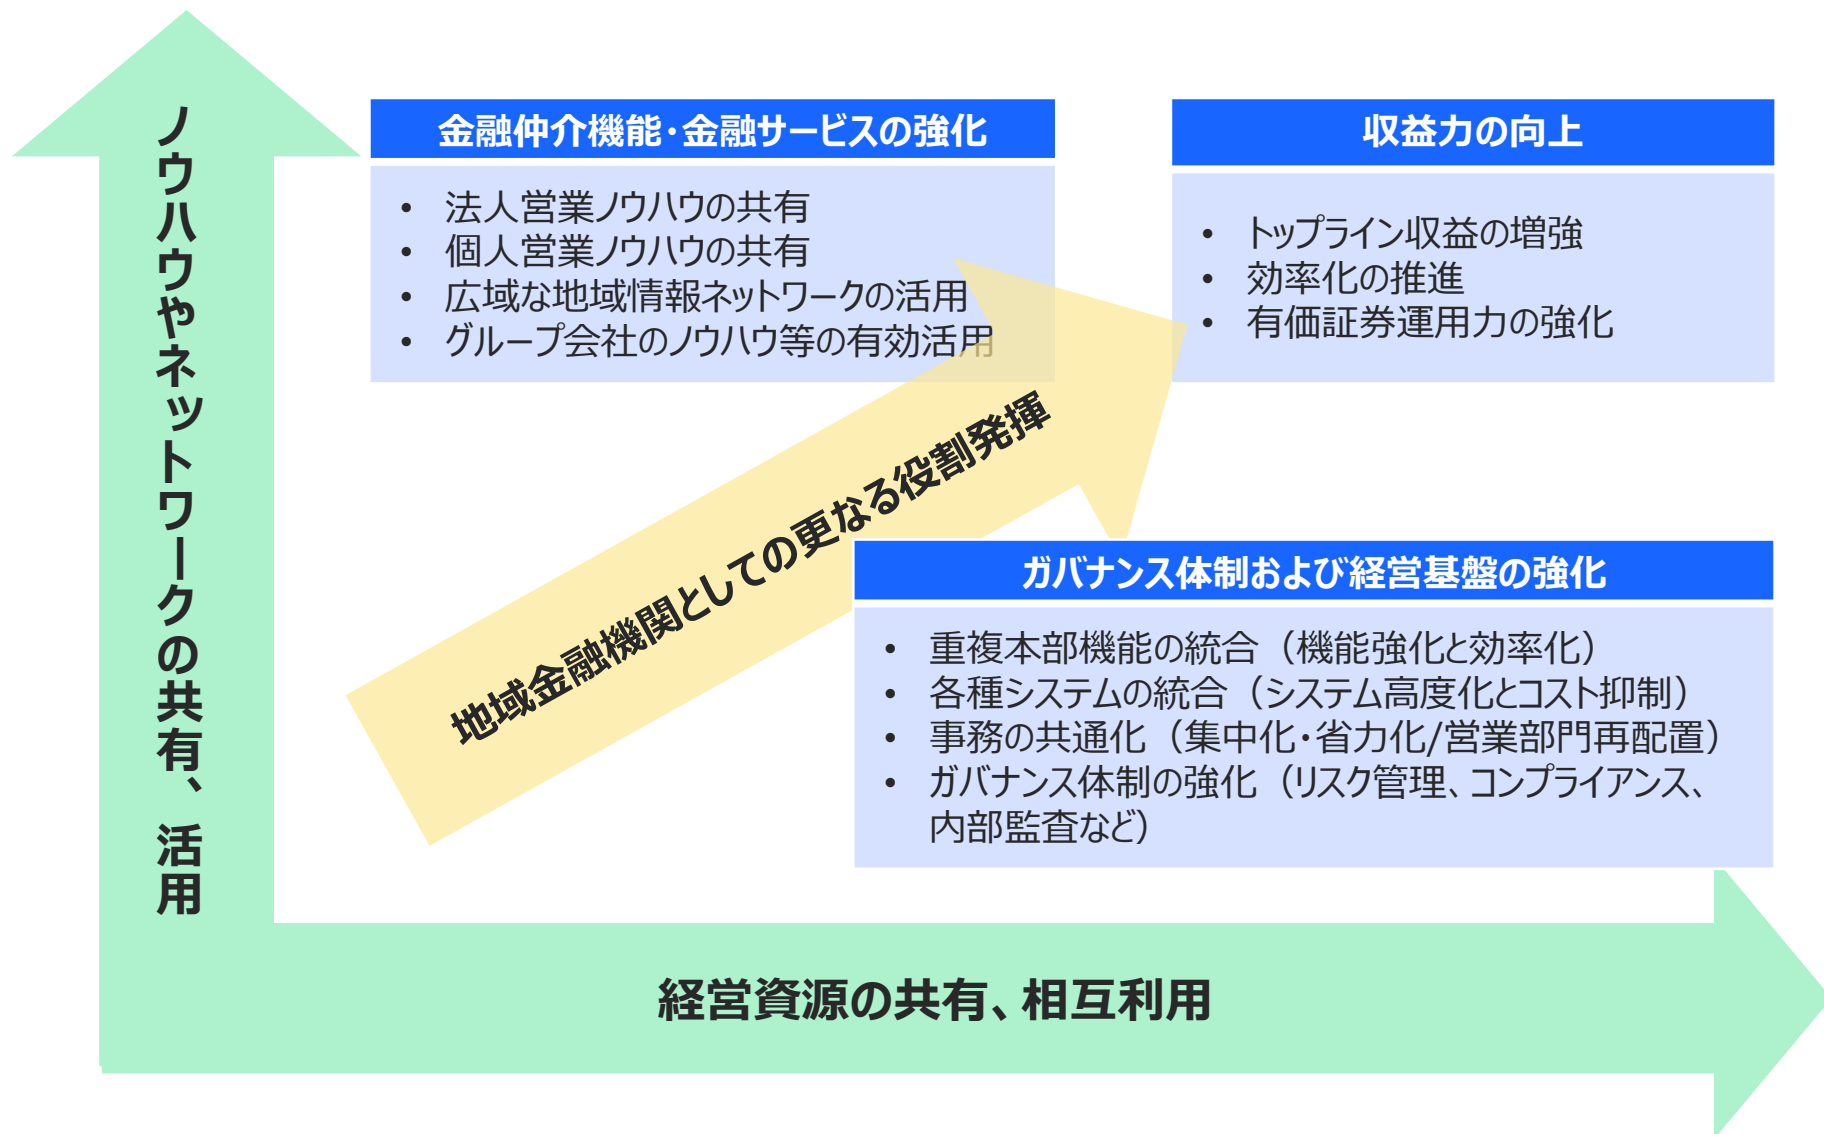 ノウハウやネットワークの共有、活用
金融仲介機能・金融サービスの強化
• 法人営業ノウハウの共有
• 個人営業ノウハウの共有
• 広域な地域情報ネットワークの活用
• グループ会社のノウハウ等の有効活用
収益力の向上
• トップライン収益の増強
• 効率化の推進
• 有価証券運用力の強化
地域金融機関としての更なる役割発揮
ガバナンス体制および経営基盤の強化
• 重複本部機能の統合（機能強化と効率化）
• 各種システムの統合（システム高度化とコスト抑制）
• 事務の共通化（集中化・省力化/営業部門再配置）
• ガバナンス体制の強化（リスク管理、コンプライアンス、
内部監査など）
経営資源の共有、相互利用